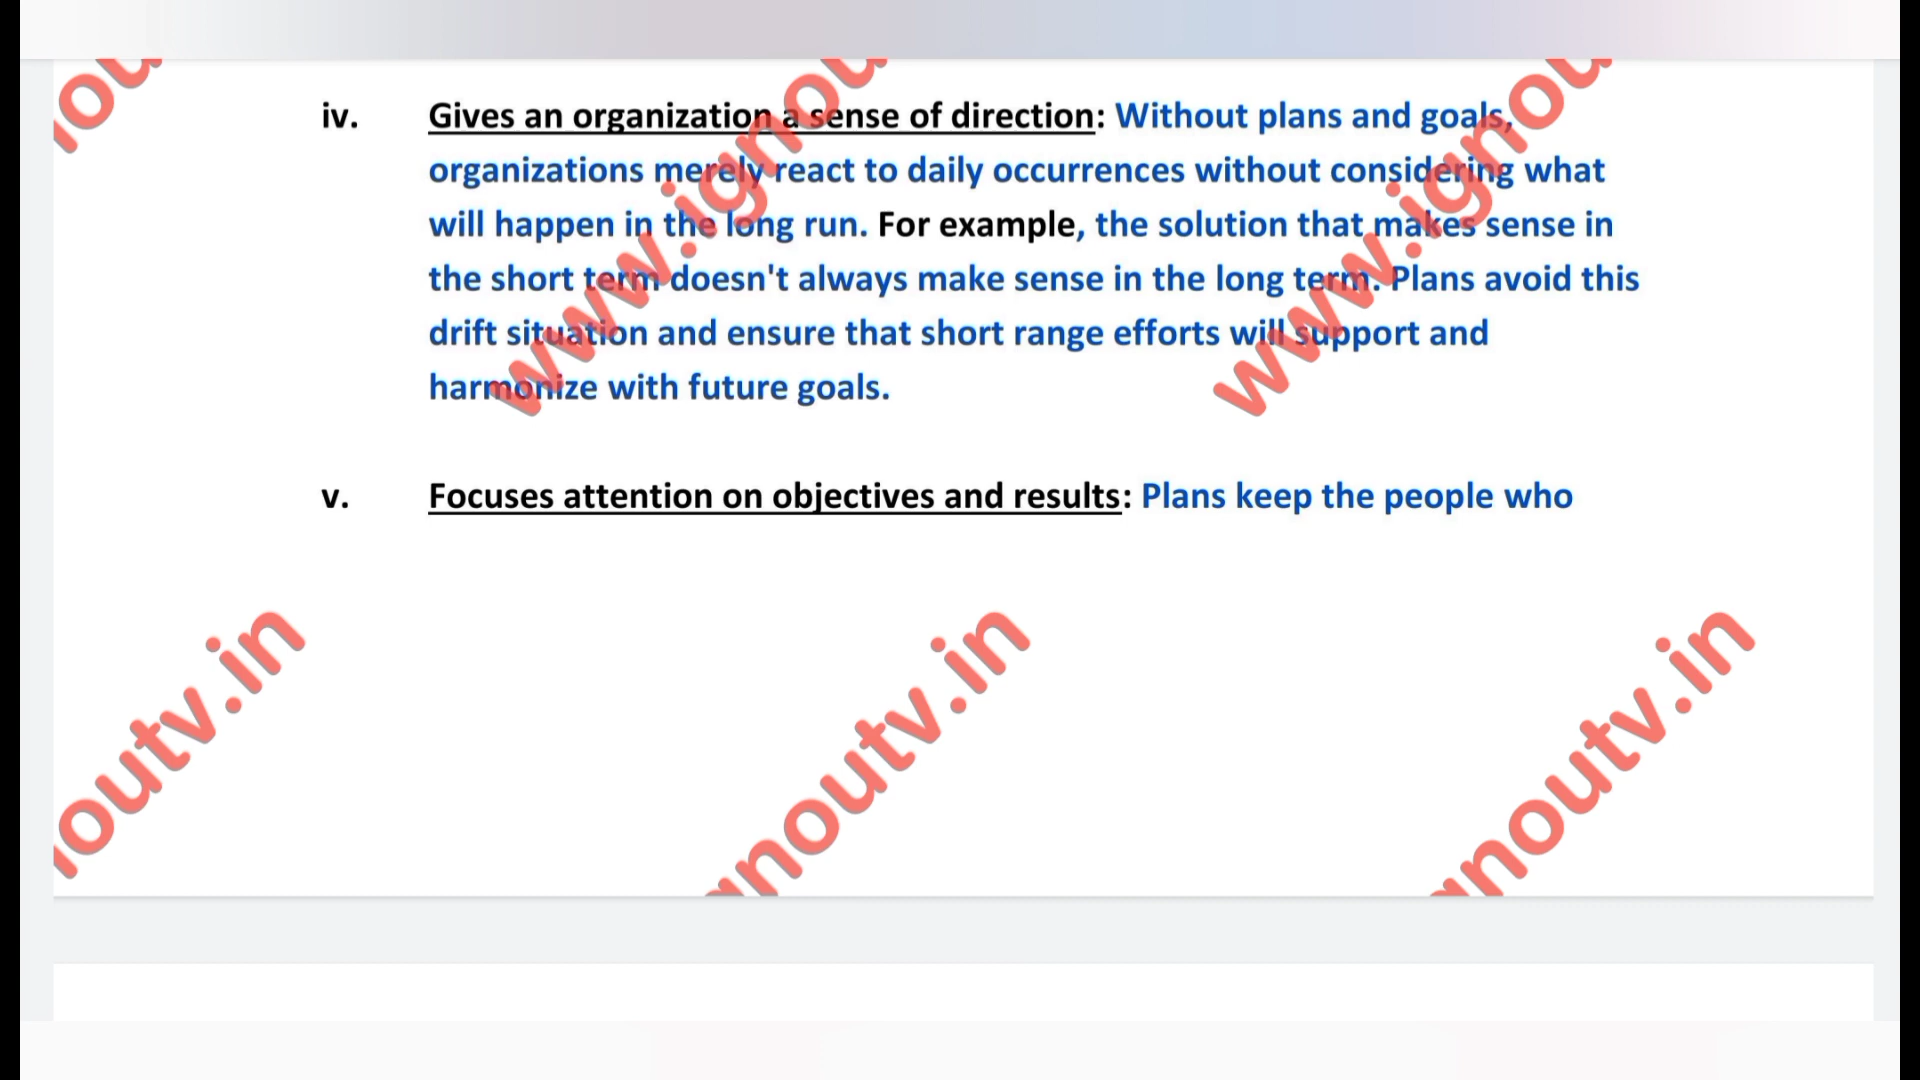 iv. Gives an organization a sense of direction: Without plans and goals,
organizations merely react to daily occurrences without considering what
will happen in the long run. For example, the solution that makes sense in
the short term doesn't always make sense in the long term. Plans avoid this
drift situation and ensure that short range efforts will support and
harmonize with future goals.
v. Focuses attention on objectives and results: Plans keep the people who
nou
www.ignou
www.ignou
noutv.in
gnoutv.in
gnoutv.in